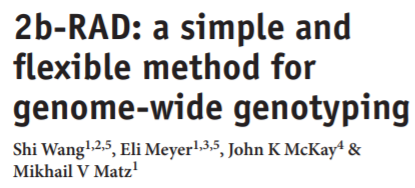 2b-RAD: a simple and
flexible method for
genome-wide genotyping
Shi Wang1,2,5, Eli Meyer1,3,5, John K McKay4 &
Mikhail V Matz1